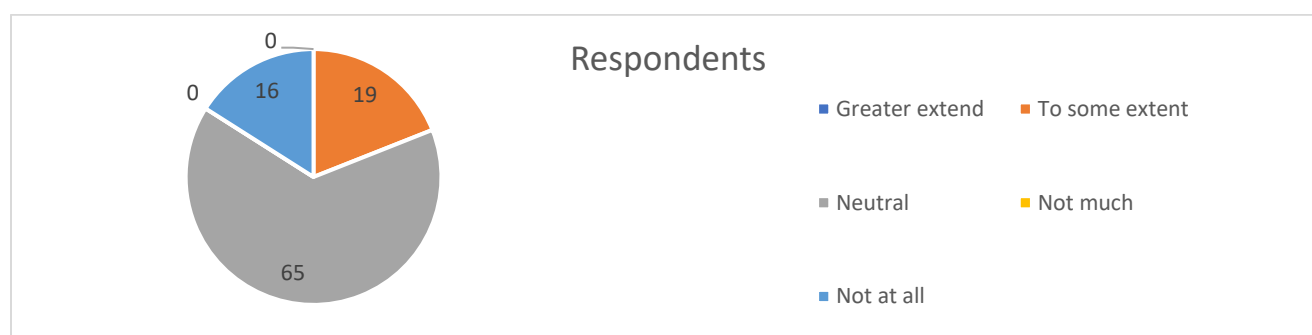 Respondents
0
0
16
19
65
Greater extend
To some extent
Neutral
Not much
Not at all